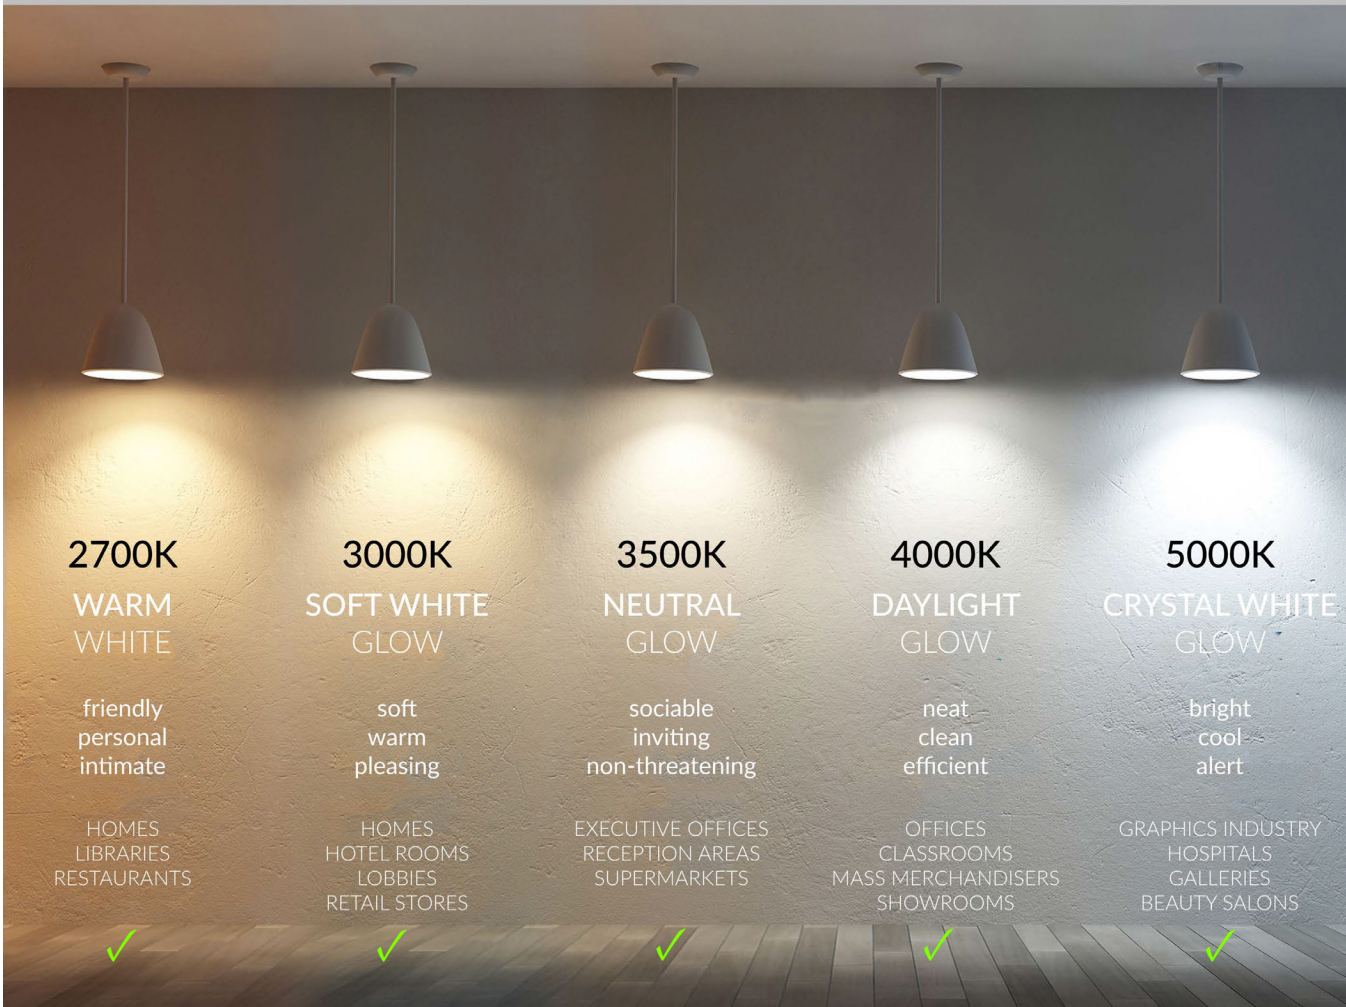 2700K
WARM
WHITE
friendly
personal
intimate
HOMES
LIBRARIES
RESTAURANTS
3000K
SOFT WHITE
GLOW
soft
warm
pleasing
HOMES
HOTEL ROOMS
LOBBIES
RETAIL STORES
3500K
NEUTRAL
GLOW
sociable
inviting
non-threatening
EXECUTIVE OFFICES
RECEPTION AREAS
SUPERMARKETS
4000K
DAYLIGHT
GLOW
neat
clean
efficient
OFFICES
CLASSROOMS
MASS MERCHANDISERS
SHOWROOMS
5000K
CRYSTAL WHITE
GLOW
bright
cool
alert
GRAPHICS INDUSTRY
HOSPITALS
GALLERIES
BEAUTY SALONS